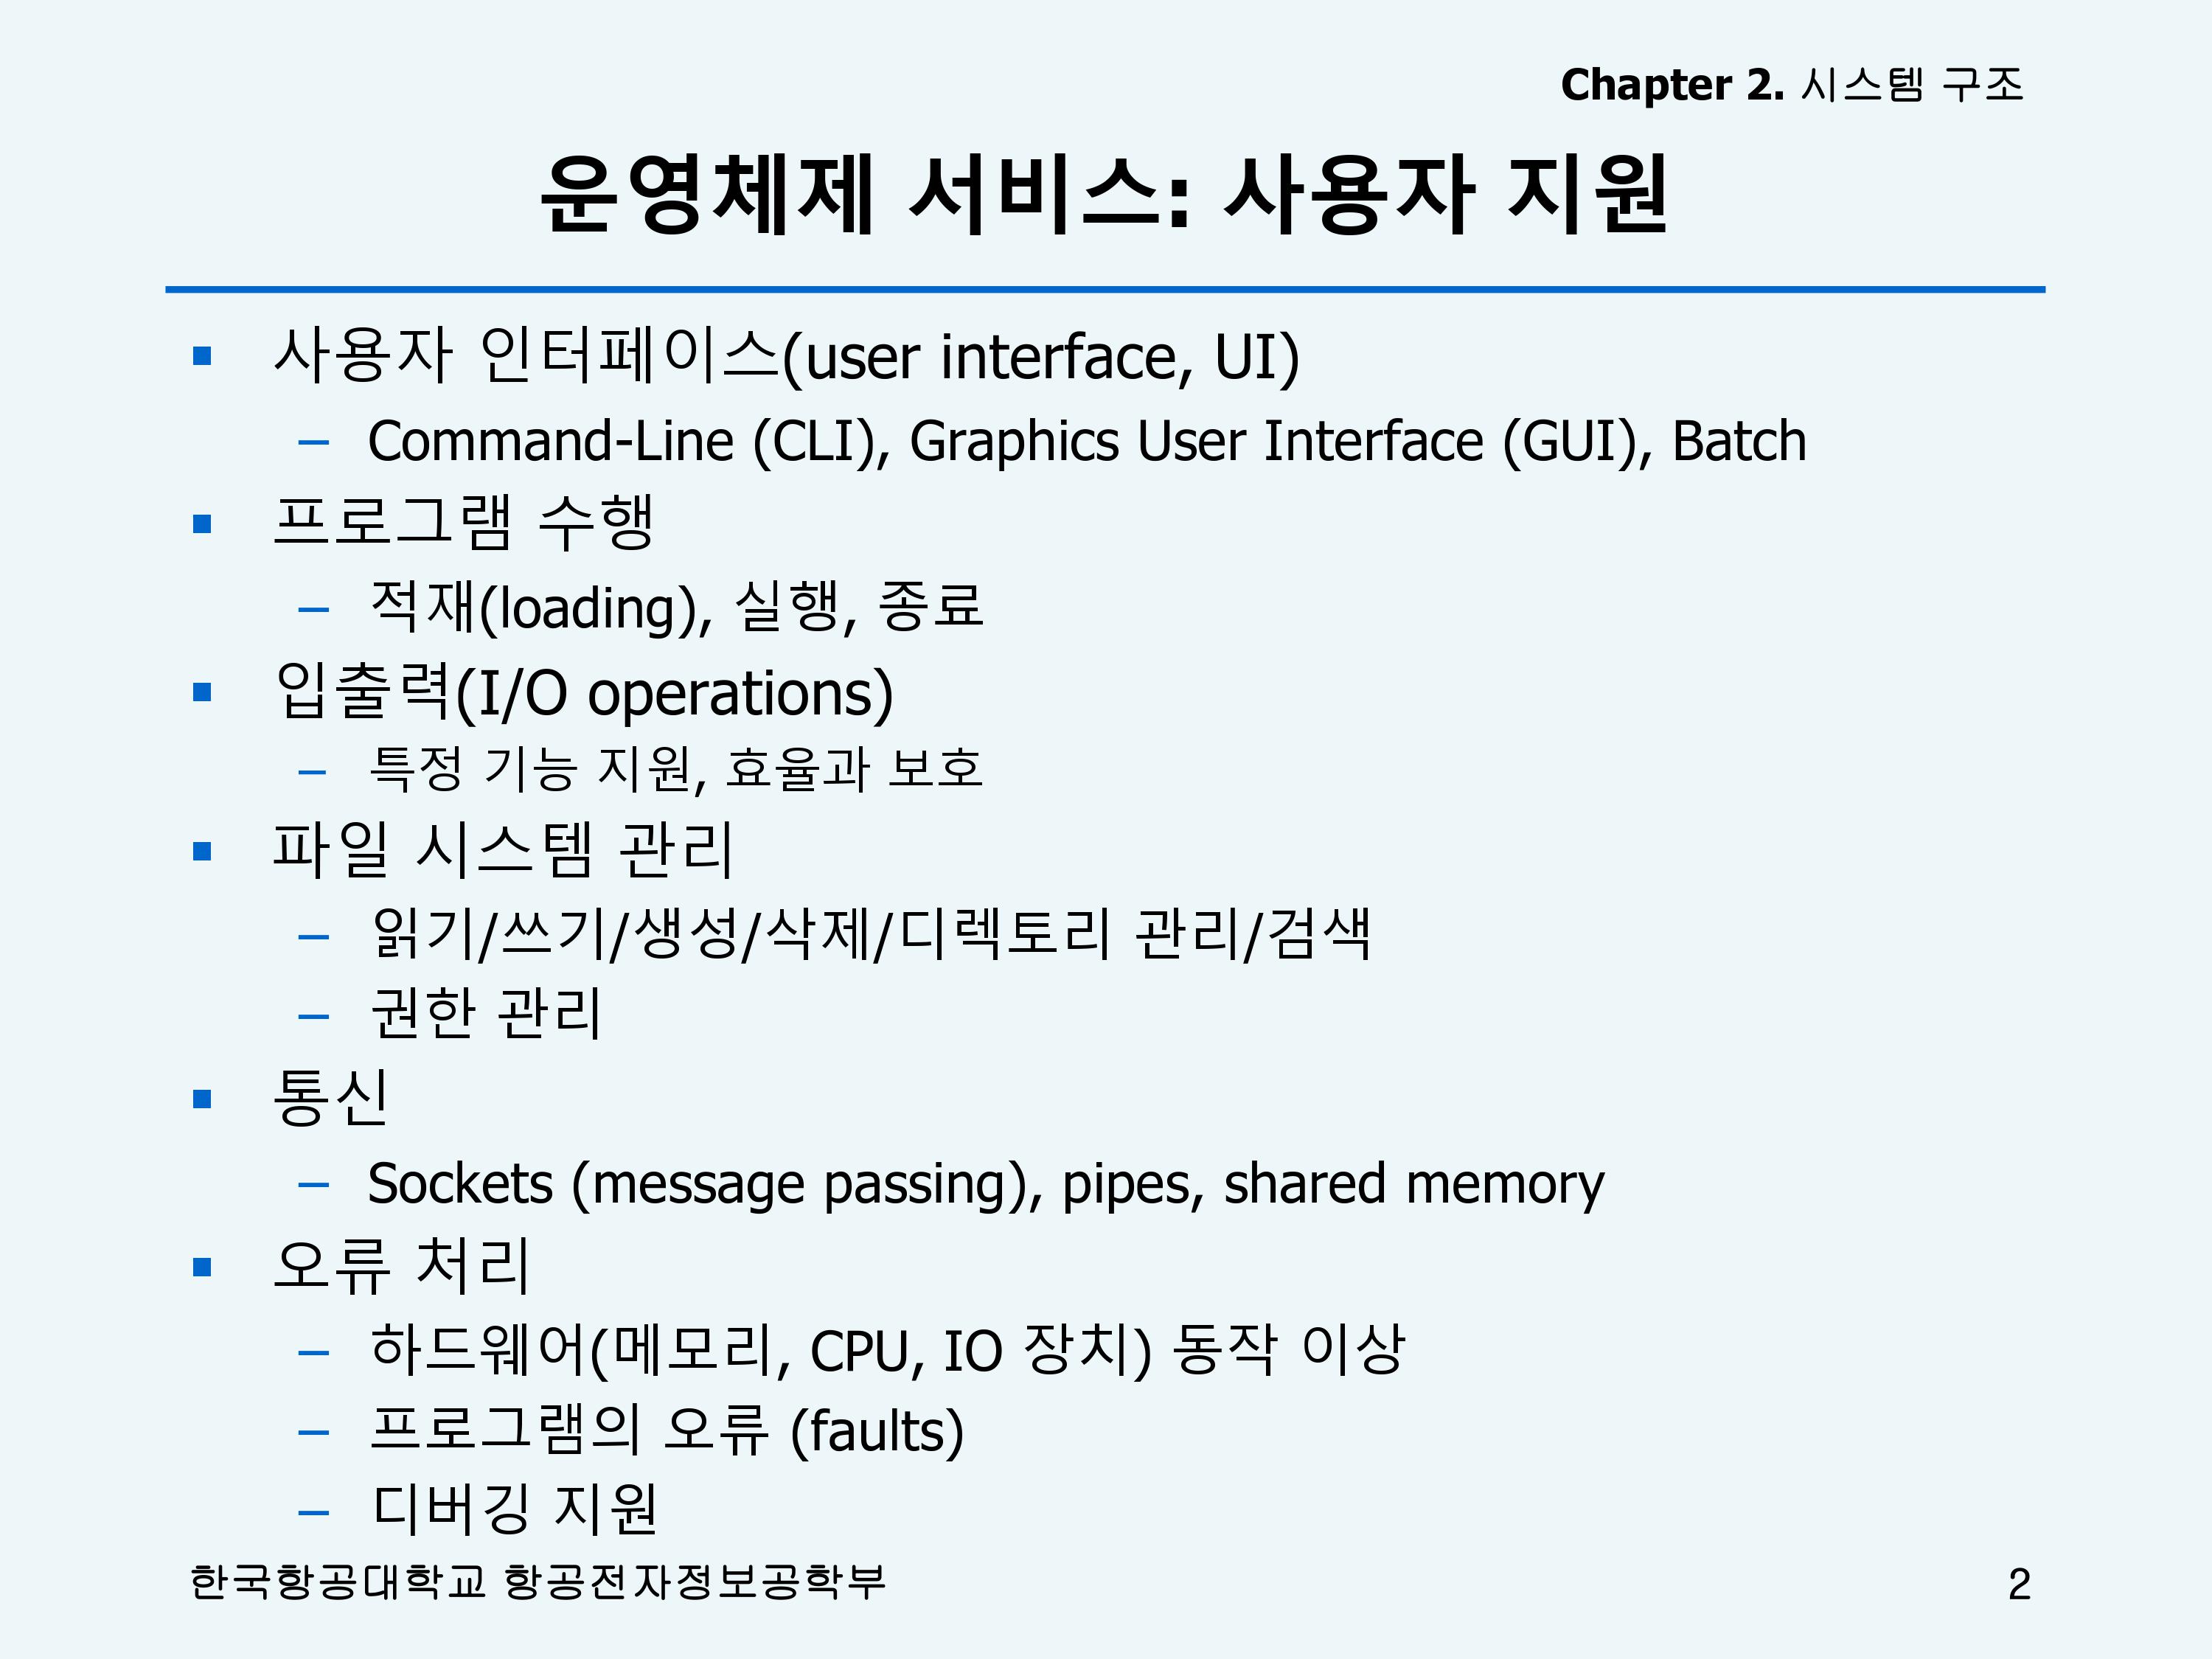 Chapter 2. 시스템 구조
운영체제 서비스: 사용자 지원
▪ 사용자 인터페이스(user interface, UI)
– Command-Line (CLI), Graphics User Interface (GUI), Batch
▪ 프로그램 수행
– 적재(loading), 실행, 종료
▪ 입출력(I/O operations)
– 특정 기능 지원, 효율과 보호
▪ 파일 시스템 관리
– 읽기/쓰기/생성/삭제/디렉토리 관리/검색
– 권한 관리
▪ 통신
– Sockets (message passing), pipes, shared memory
▪ 오류 처리
– 하드웨어(메모리, CPU, IO 장치) 동작 이상
– 프로그램의 오류 (faults)
– 디버깅 지원
한국항공대학교 항공전자정보공학부
2